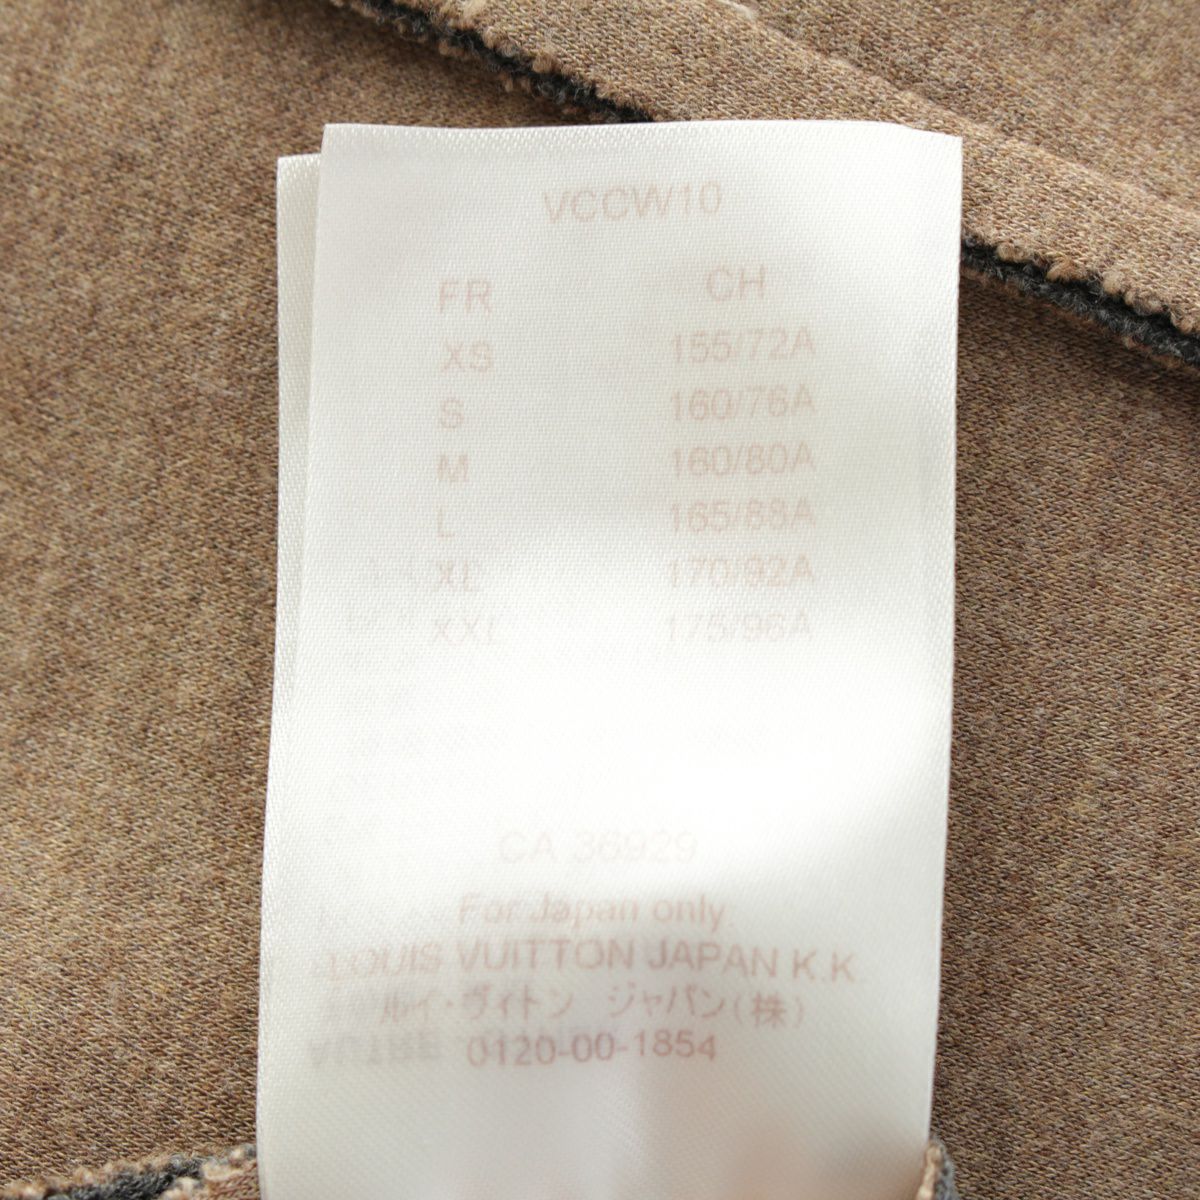 VCCW10
FR CH
XS 155/72A
S 160/76A
M 160/80A
L 165/88A
XL 170/92A
XXL 175/96A
CA 36929
For Japan only:
LOUIS VUITTON JAPAN K.K.
ルイ・ヴィトン ジャパン(株)
0120-00-1854